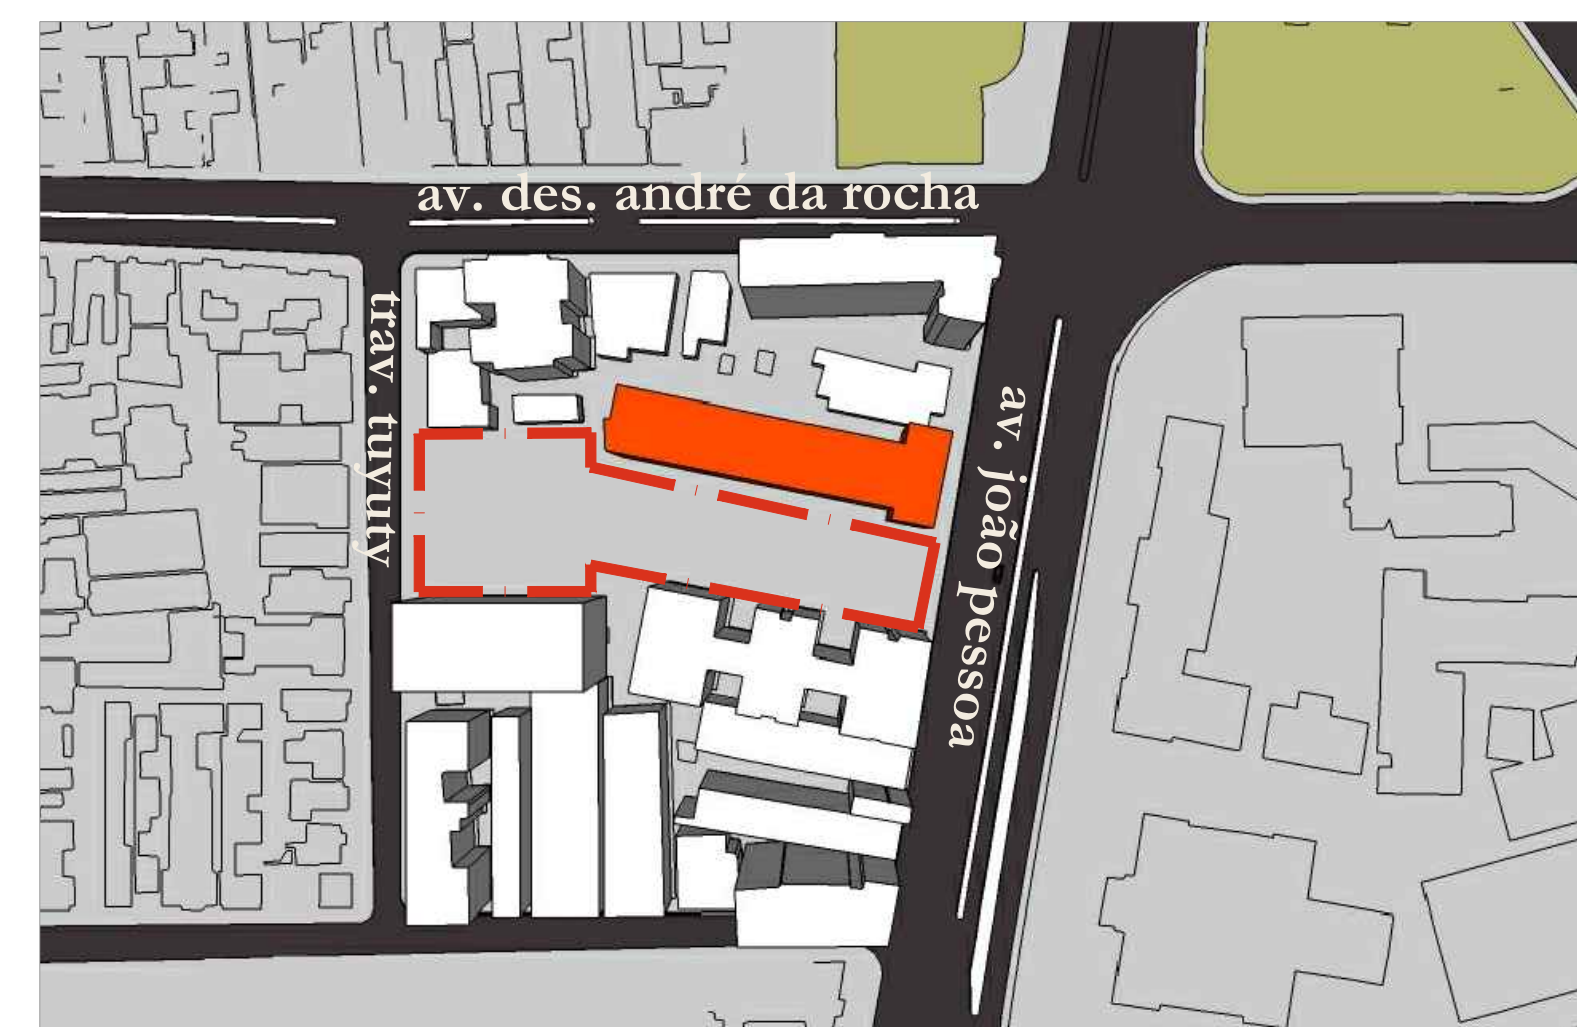 av. des. andré da rocha
trav. tuyuty
av. joão pessoa